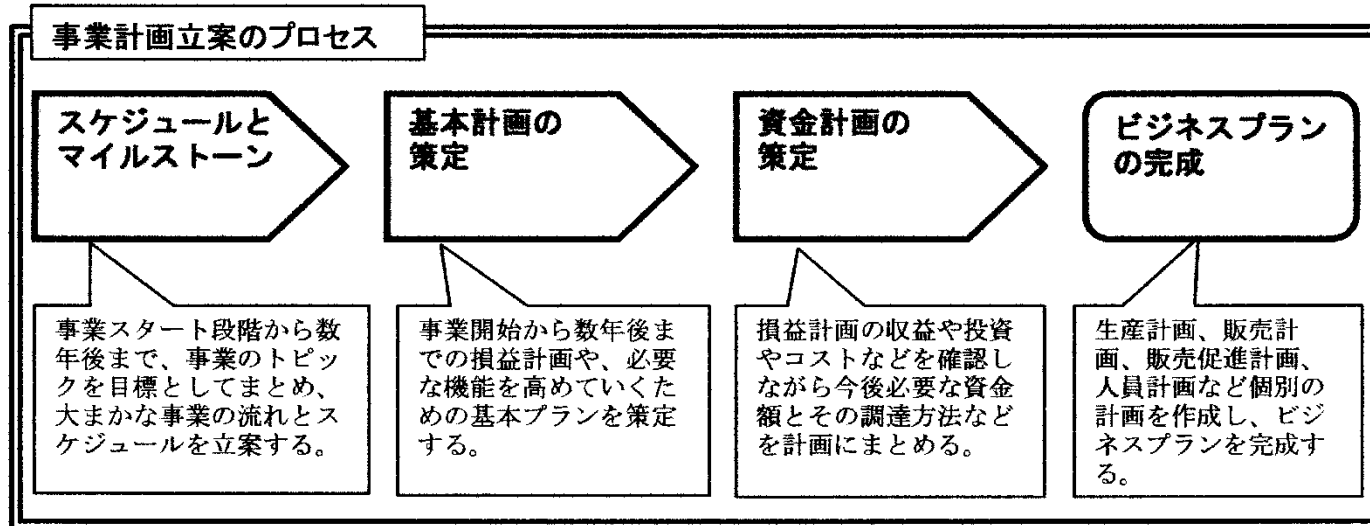 事業計画立案のプロセス
スケジュールと
マイルストーン
基本計画の
策定
資金計画の
策定
ビジネスプラン
の完成
事業スタート段階から数
年後まで、事業のトピッ
クを目標としてまとめ、
大まかな事業の流れとス
ケジュールを立案する。
事業開始から数年後ま
での損益計画や、必要
な機能を高めていくた
めの基本プランを策定
する。
損益計画の収益や投資
やコストなどを確認し
ながら今後必要な資金
額とその調達方法など
を計画にまとめる。
生産計画、販売計
画、販売促進計画、
人員計画など個別の
計画を作成し、ビジ
ネスプランを完成す
る。